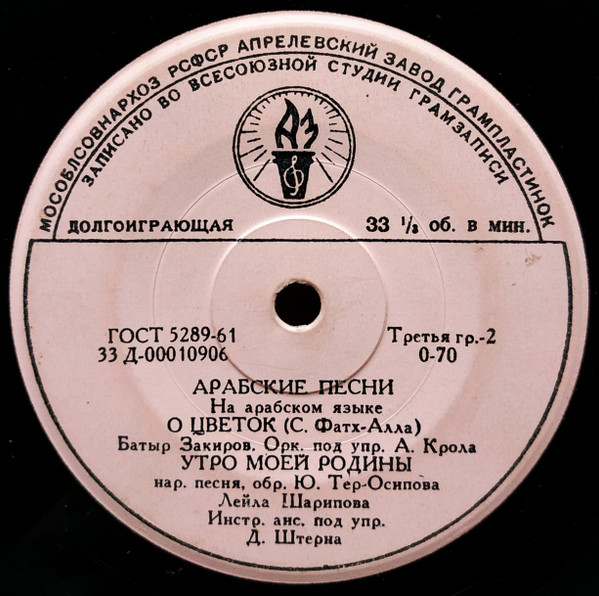 МОСОБЛСОВНАРХОЗ РСФСР АПРЕЛЕВСКИЙ ЗАВОД ГРАМПЛАСТИНОК
ЗАПИСАНО ВО ВСЕСОЮЗНОЙ СТУДИИ ГРАМЗАПИСИ
АЗ
ДОЛГОИГРАЮЩАЯ 33 1/3 об. в мин.
ГОСТ 5289-61 Третья гр.-2
33 Д-00010906 0-70
АРАБСКИЕ ПЕСНИ
На арабском языке
О ЦВЕТОК (С. Фатх-Алла)
Батыр Закиров. Орк. под упр. А. Крола
УТРО МОЕЙ РОДИНЫ
нар. песня, обр. Ю. Тер-Осипова
Лейла Шарипова
Инстр. анс. под упр.
Д. Штерна